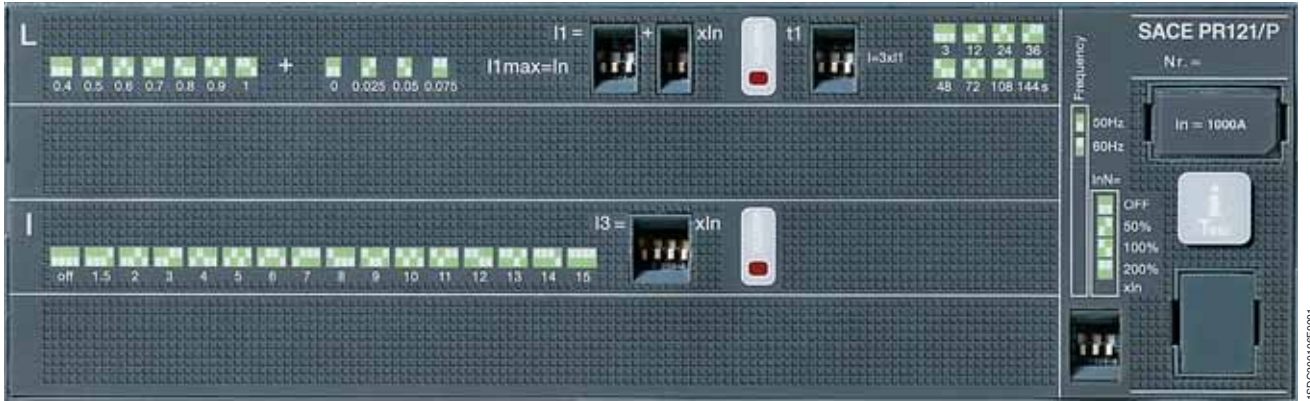 L
I1 =
+
xIn
t1
I1max=In
I=3xI1
0.4 0.5 0.6 0.7 0.8 0.9 1
+
0 0.025 0.05 0.075
3 12 24 36
48 72 108 144s
Frequency
50Hz
60Hz
InN=
OFF
50%
100%
200%
xIn
SACE PR121/P
Nr. =
In = 1000A
i
Test
I
I3 =
xIn
off 1.5 2 3 4 5 6 7 8 9 10 11 12 13 14 15